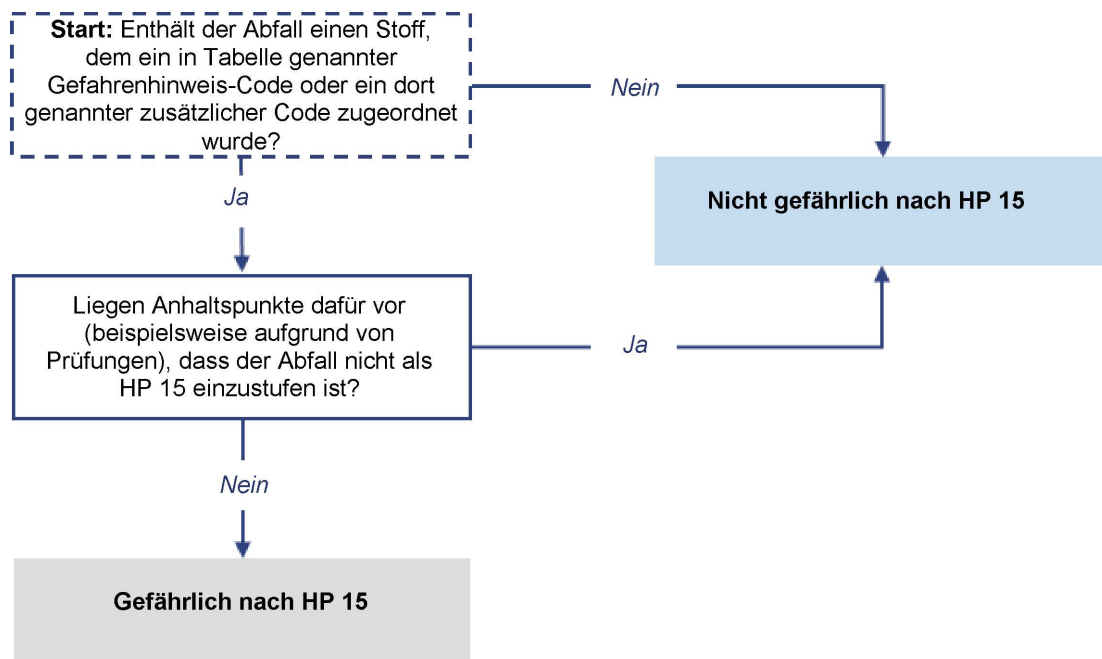 Start: Enthält der Abfall einen Stoff,
dem ein in Tabelle genannter
Gefahrenhinweis-Code oder ein dort
genannter zusätzlicher Code zugeordnet
wurde?
Nein
Ja
Nicht gefährlich nach HP 15
Liegen Anhaltspunkte dafür vor
(beispielsweise aufgrund von
Prüfungen), dass der Abfall nicht als
HP 15 einzustufen ist?
Ja
Nein
Gefährlich nach HP 15